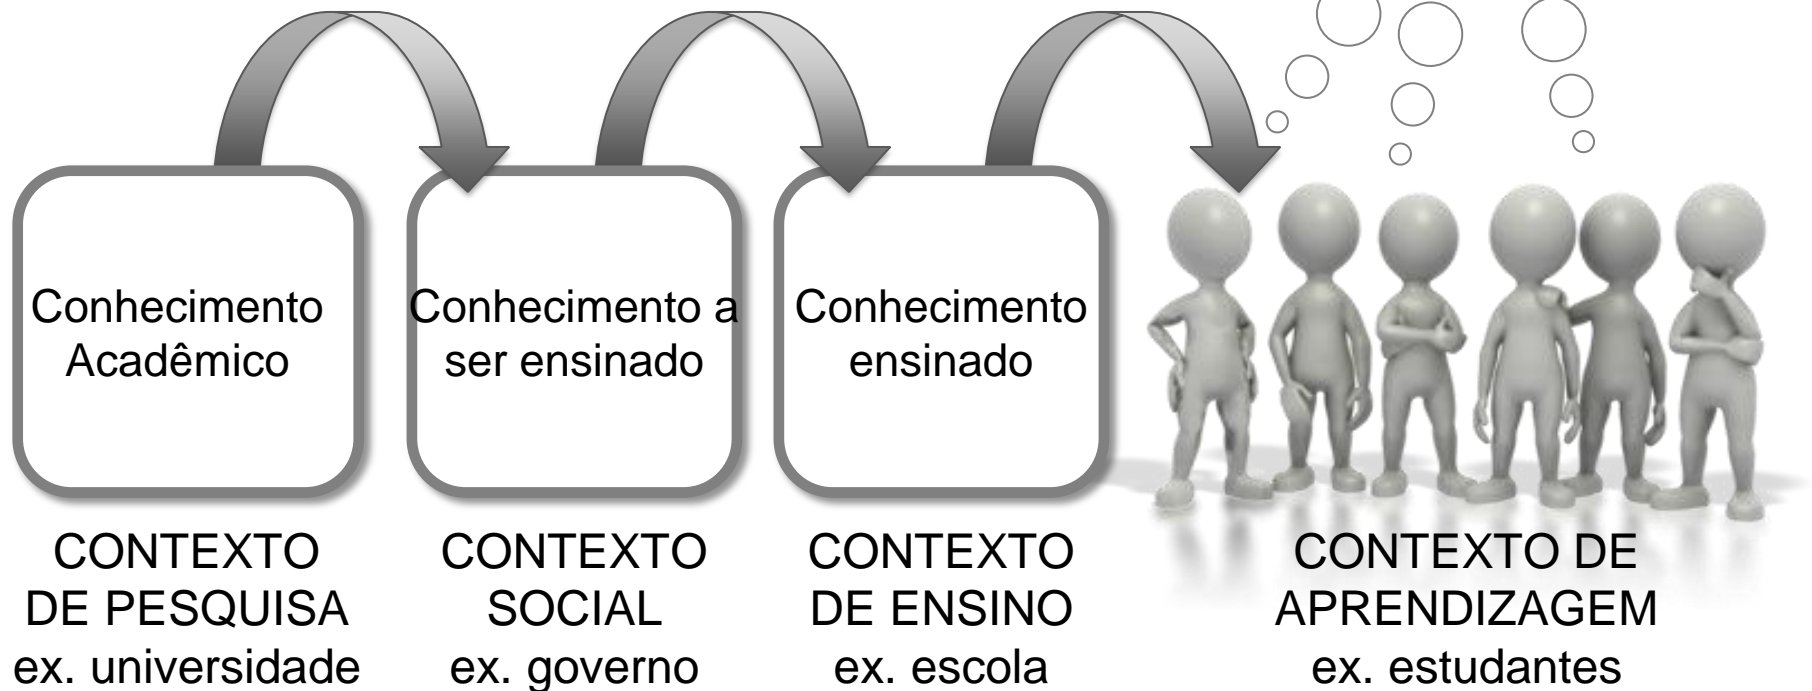 Conhecimento
Acadêmico
Conhecimento a
ser ensinado
Conhecimento
ensinado
CONTEXTO
DE PESQUISA
ex. universidade
CONTEXTO
SOCIAL
ex. governo
CONTEXTO
DE ENSINO
ex. escola
CONTEXTO DE
APRENDIZAGEM
ex. estudantes